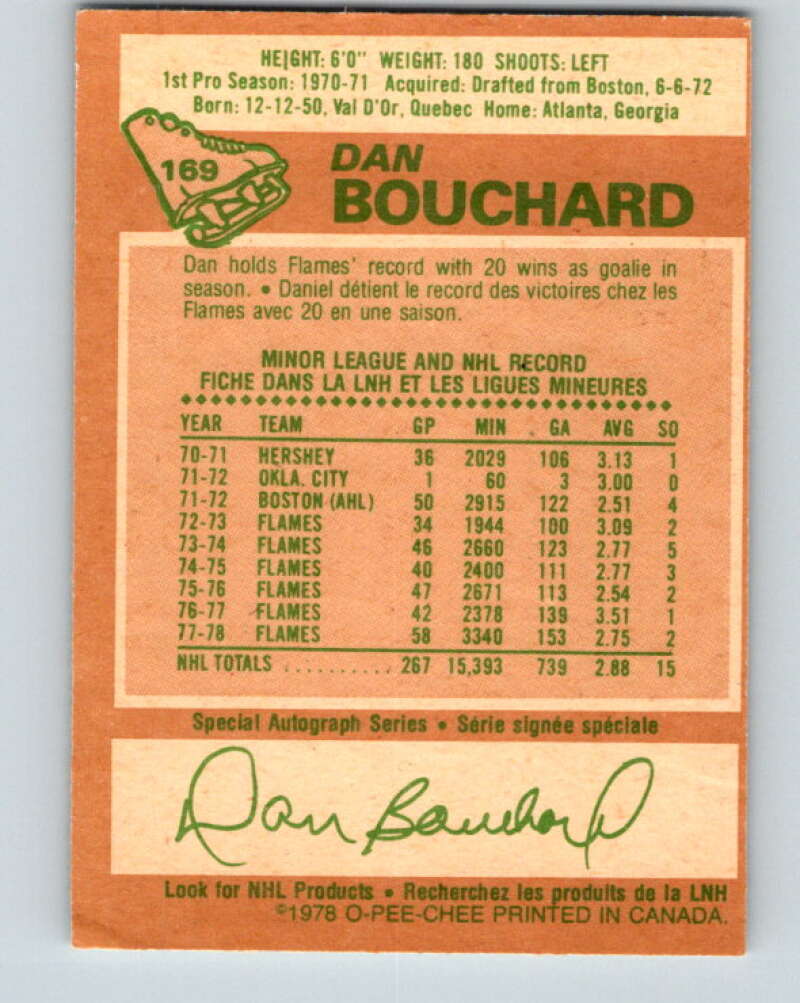 HEIGHT: 6'0" WEIGHT: 180 SHOOTS: LEFT
1st Pro Season: 1970-71 Acquired: Drafted from Boston, 6-6-72
Born: 12-12-50, Val D'Or, Quebec Home: Atlanta, Georgia
169
DAN
BOUCHARD
Dan holds Flames' record with 20 wins as goalie in
season. • Daniel détient le record des victoires chez les
Flames avec 20 en une saison.
MINOR LEAGUE AND NHL RECORD
FICHE DANS LA LNH ET LES LIGUES MINEURES
YEAR TEAM GP MIN GA AVG SO
70-71 HERSHEY 36 2029 106 3.13 1
71-72 OKLA. CITY 1 60 3 3.00 0
71-72 BOSTON (AHL) 50 2915 122 2.51 4
72-73 FLAMES 34 1944 100 3.09 2
73-74 FLAMES 46 2660 123 2.77 5
74-75 FLAMES 40 2400 111 2.77 3
75-76 FLAMES 47 2671 113 2.54 2
76-77 FLAMES 42 2378 139 3.51 1
77-78 FLAMES 58 3340 153 2.75 2
NHL TOTALS .......... 267 15,393 739 2.88 15
Special Autograph Series • Série signée spéciale
Dan Bouchard
Look for NHL Products • Recherchez les produits de la LNH
©1978 O-PEE-CHEE PRINTED IN CANADA.